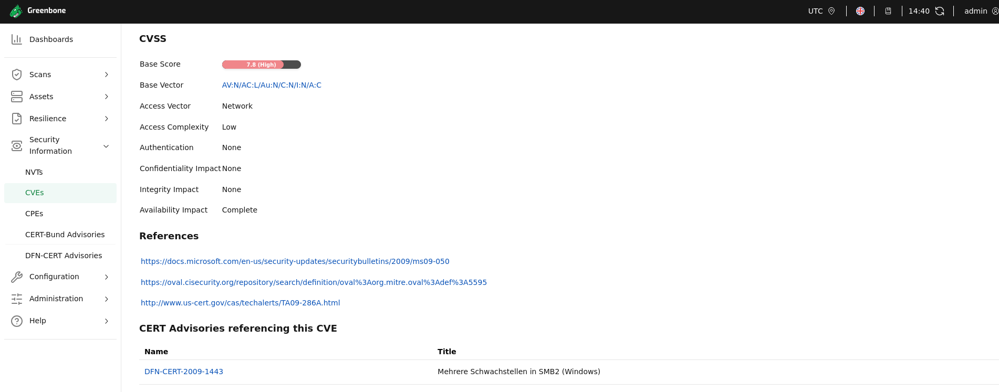 Greenbone
UTC
14:40
admin
Dashboards
Scans
Assets
Resilience
Security
Information
NVTs
CVEs
CPEs
CERT-Bund Advisories
DFN-CERT Advisories
Configuration
Administration
Help
CVSS
Base Score 7.8 (High)
Base Vector AV:N/AC:L/Au:N/C:N/I:N/A:C
Access Vector Network
Access Complexity Low
Authentication None
Confidentiality Impact None
Integrity Impact None
Availability Impact Complete
References
https://docs.microsoft.com/en-us/security-updates/securitybulletins/2009/ms09-050
https://oval.cisecurity.org/repository/search/definition/oval%3Aorg.mitre.oval%3Adef%3A5595
http://www.us-cert.gov/cas/techalerts/TA09-286A.html
CERT Advisories referencing this CVE
Name Title
DFN-CERT-2009-1443 Mehrere Schwachstellen in SMB2 (Windows)